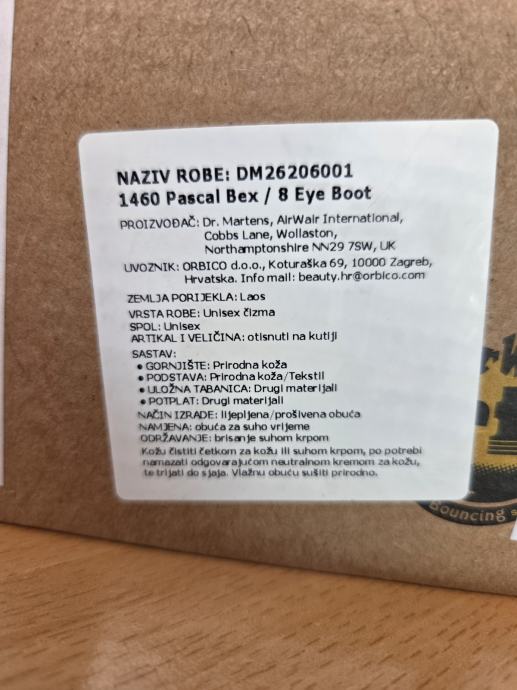 NAZIV ROBE: DM26206001
1460 Pascal Bex / 8 Eye Boot
PROIZVOĐAČ: Dr. Martens, AirWair International,
Cobbs Lane, Wollaston,
Northamptonshire NN29 7SW, UK
UVOZNIK: ORBICO d.o.o., Koturaška 69, 10000 Zagreb,
Hrvatska. Info mail: beauty.hr@orbico.com
ZEMLJA PORIJEKLA: Laos
VRSTA ROBE: Unisex čizma
SPOL: Unisex
ARTIKAL I VELIČINA: otisnuti na kutiji
SASTAV:
• GORNJIŠTE: Prirodna koža
• PODSTAVA: Prirodna koža/Tekstil
• ULOŽNA TABANICA: Drugi materijali
• POTPLAT: Drugi materijali
NAČIN IZRADE: lijepljena/prošivena obuća
NAMJENA: obuća za suho vrijeme
ODRŽAVANJE: brisanje suhom krpom
Kožu čistiti četkom za kožu ili suhom krpom, po potrebi
namazati odgovarajućom neutralnom kremom za kožu,
te trljati do sjaja. Vlažnu obuću sušiti prirodno.
bouncing